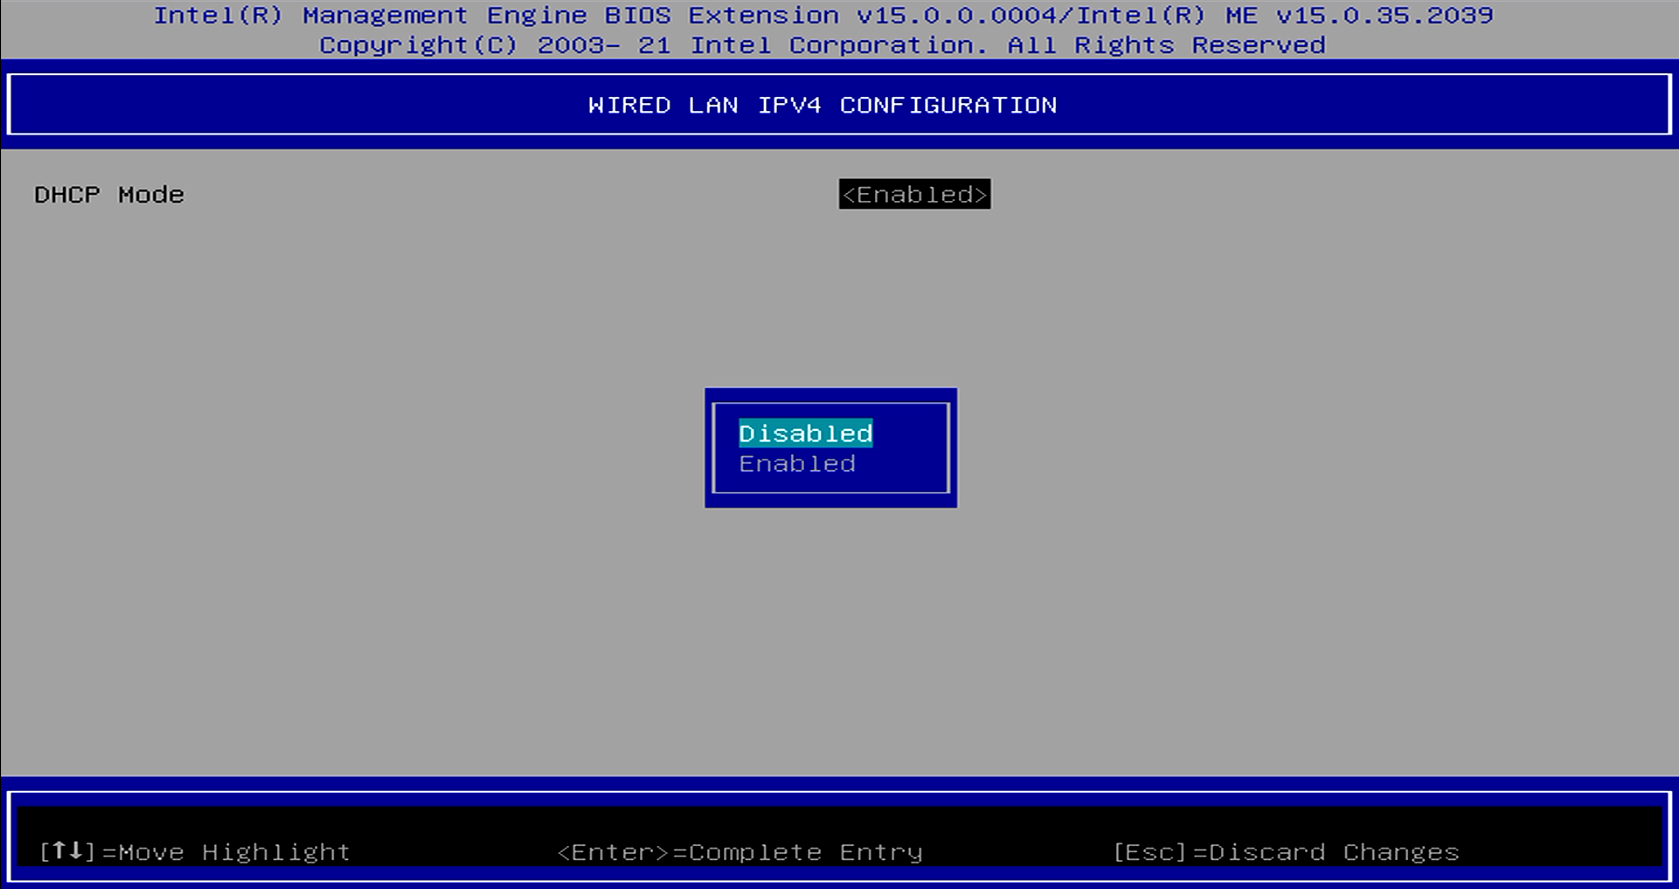 Intel(R) Management Engine BIOS Extension v15.0.0.0004/Intel(R) ME v15.0.35.2039
Copyright(C) 2003- 21 Intel Corporation. All Rights Reserved
WIRED LAN IPV4 CONFIGURATION
DHCP Mode <Enabled>
Disabled
Enabled
[↑↓]=Move Highlight <Enter>=Complete Entry [Esc]=Discard Changes